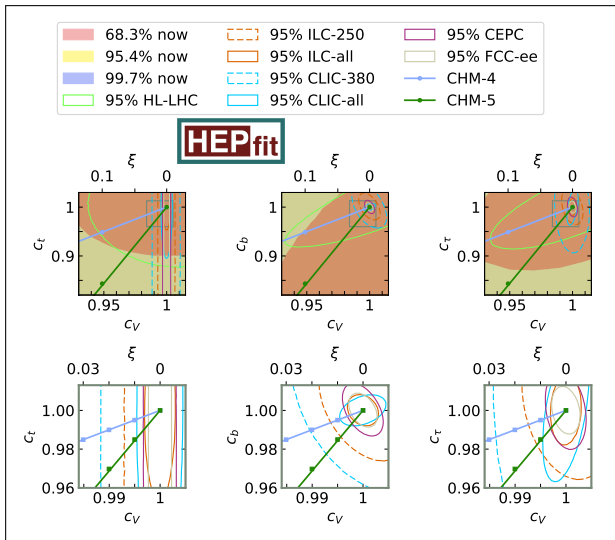 68.3% now 95% ILC-250 95% CEPC
95.4% now 95% ILC-all 95% FCC-ee
99.7% now 95% CLIC-380 CHM-4
95% HL-LHC 95% CLIC-all CHM-5
HEPfit
ξ ξ ξ
0.1 0 0.1 0 0.1 0
1 1 1
0.9 0.9 0.9
c_t c_b c_τ
0.95 1 0.95 1 0.95 1
c_V c_V c_V
ξ ξ ξ
0.03 0 0.03 0 0.03 0
1.00 1.00 1.00
0.98 0.98 0.98
0.96 0.96 0.96
c_t c_b c_τ
0.99 1 0.99 1 0.99 1
c_V c_V c_V